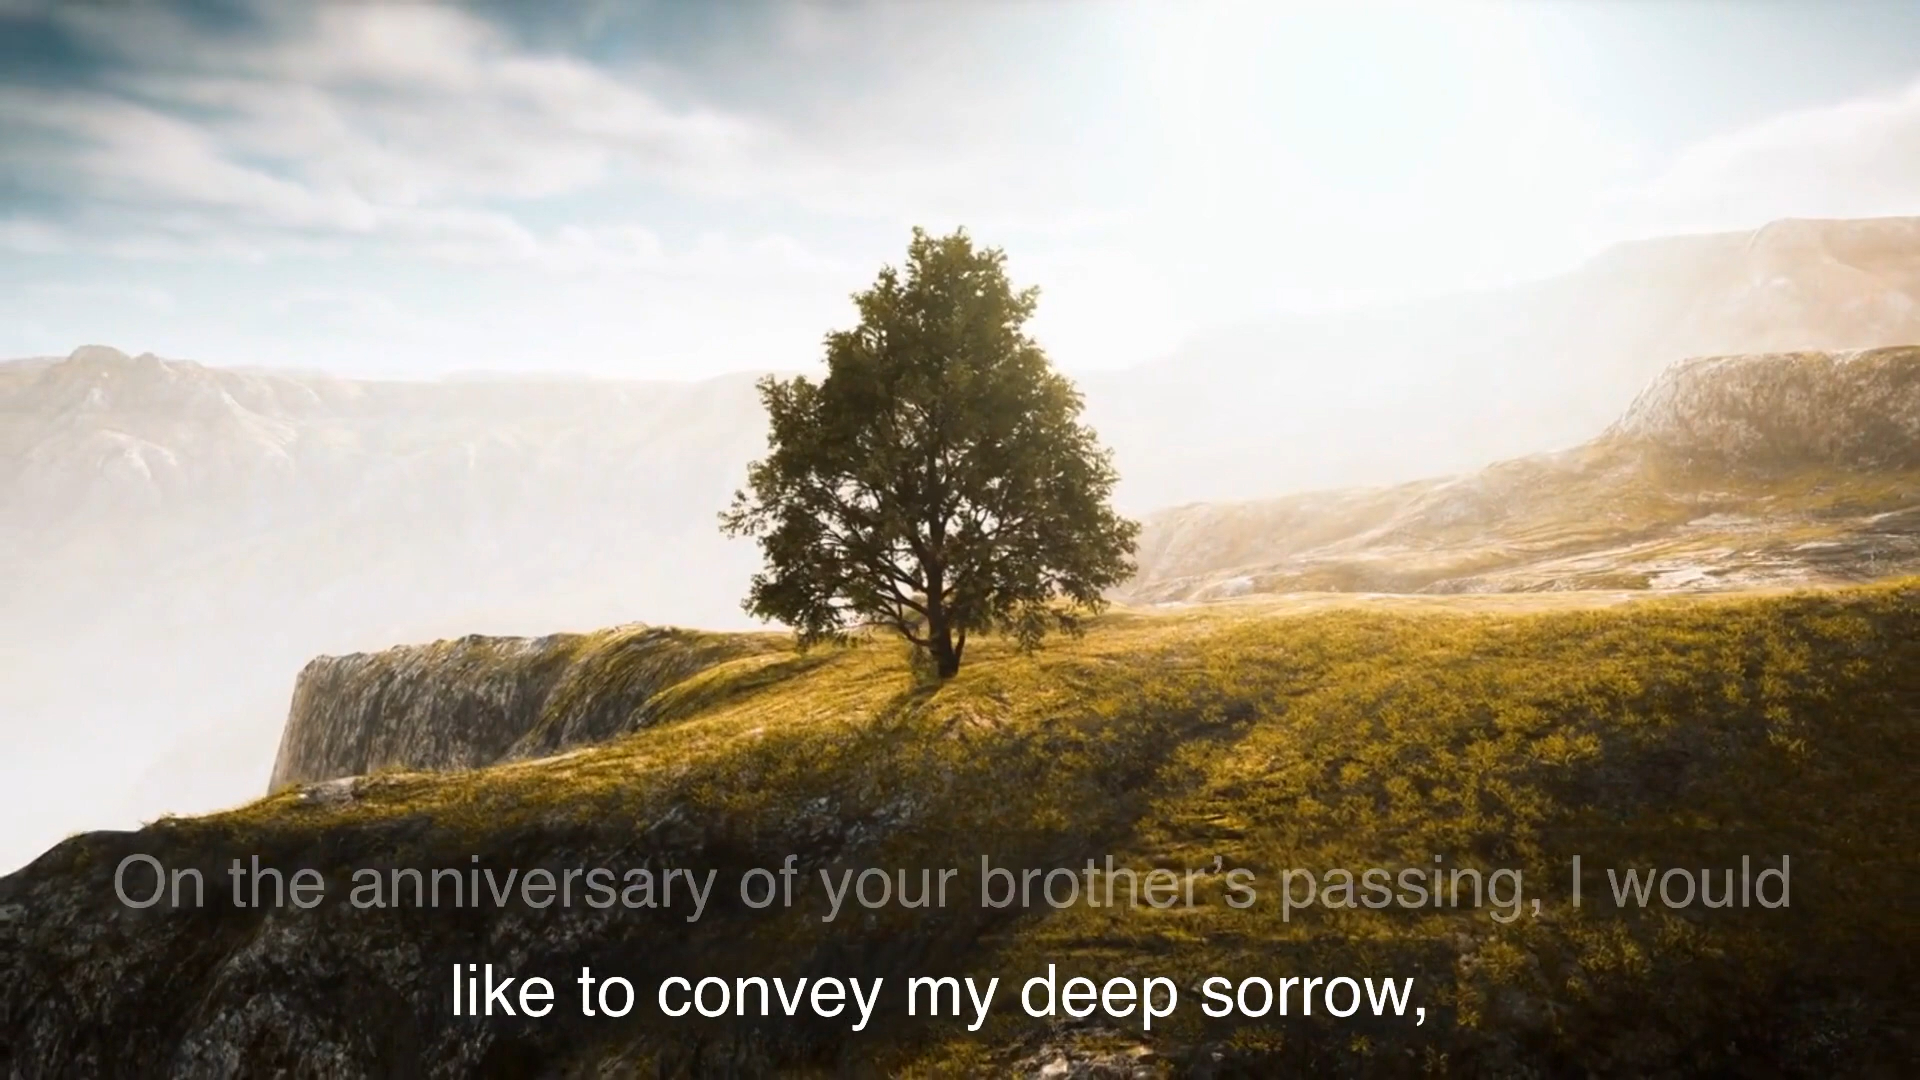 On the anniversary of your brother’s passing, I would
like to convey my deep sorrow,